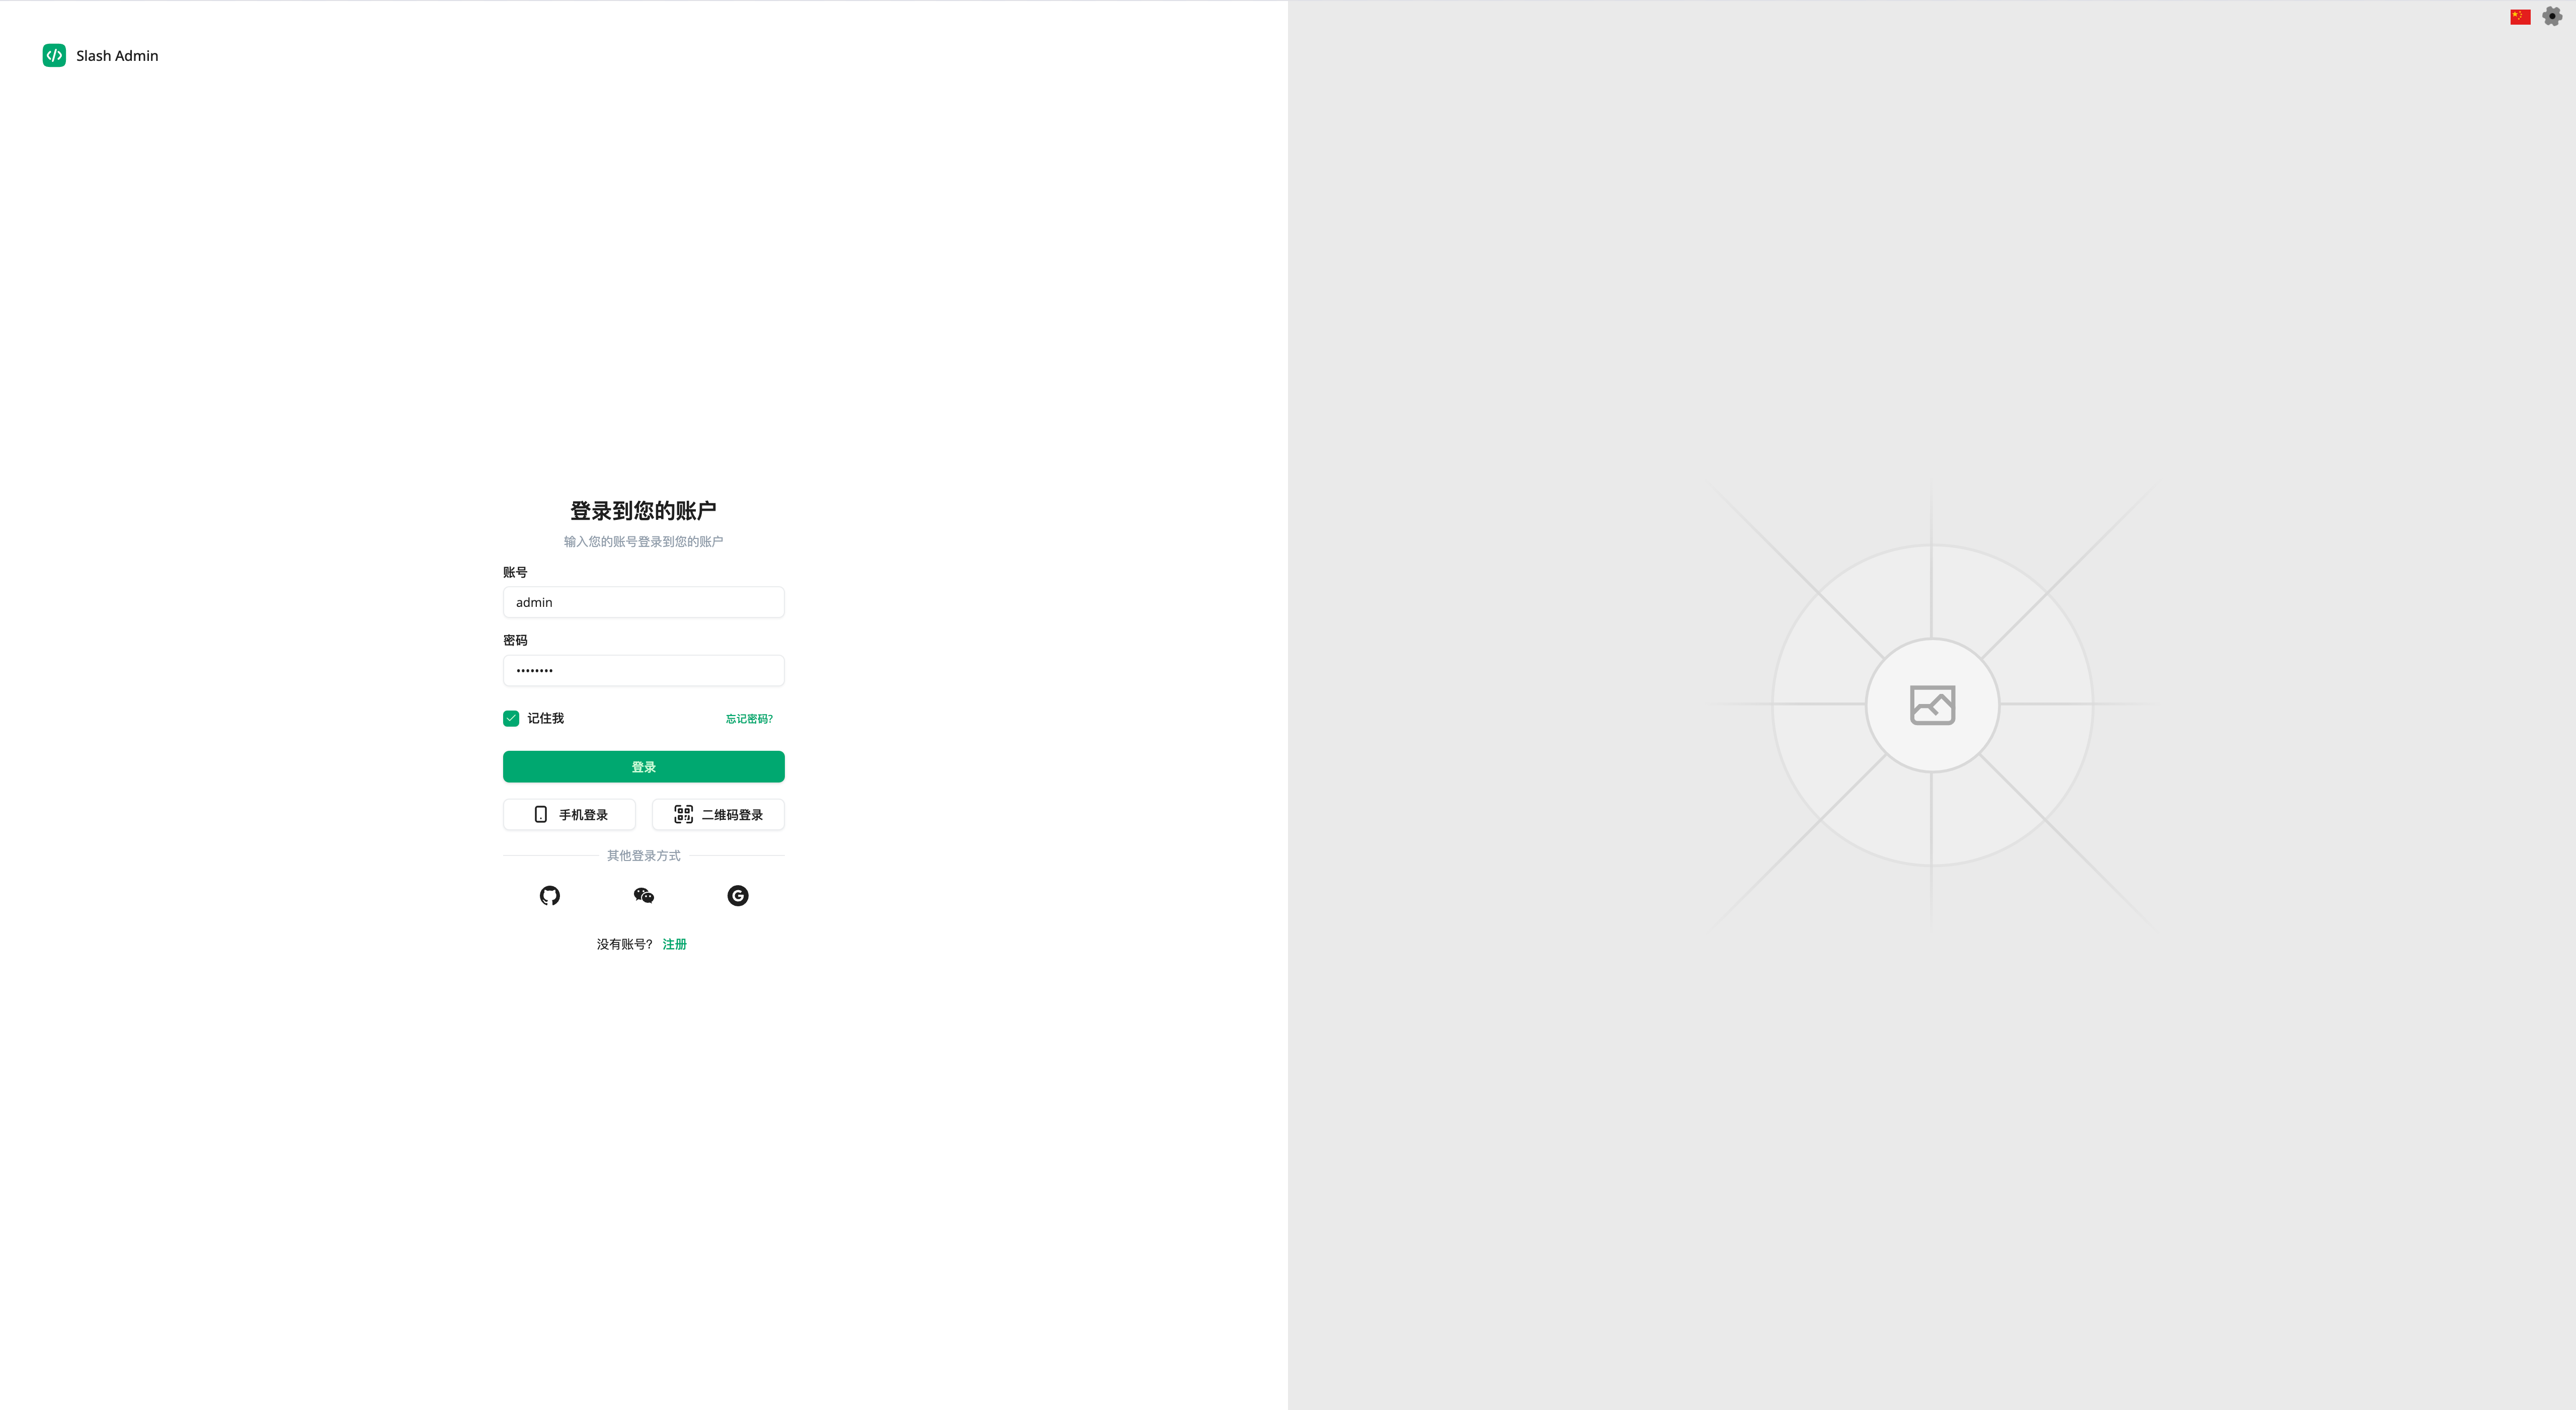 Slash Admin
登录到您的账户
输入您的账号登录到您的账户
账号
admin
密码
••••••••
记住我
忘记密码?
登录
手机登录
二维码登录
其他登录方式
没有账号? 注册